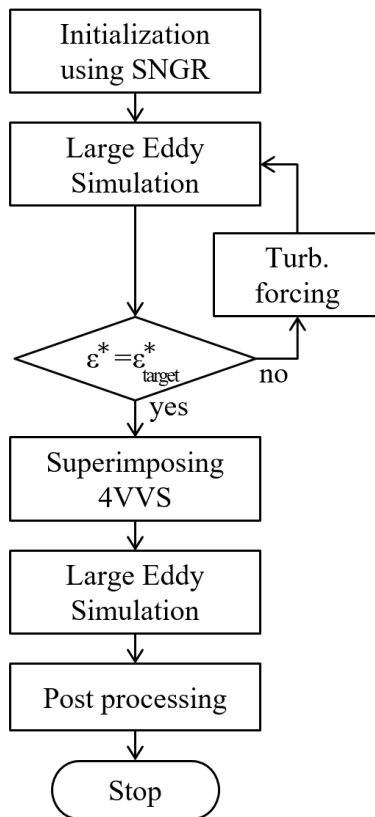 Initialization
using SNGR
Large Eddy
Simulation
Turb.
forcing
ε* = ε*target
no
yes
Superimposing
4VVS
Large Eddy
Simulation
Post processing
Stop